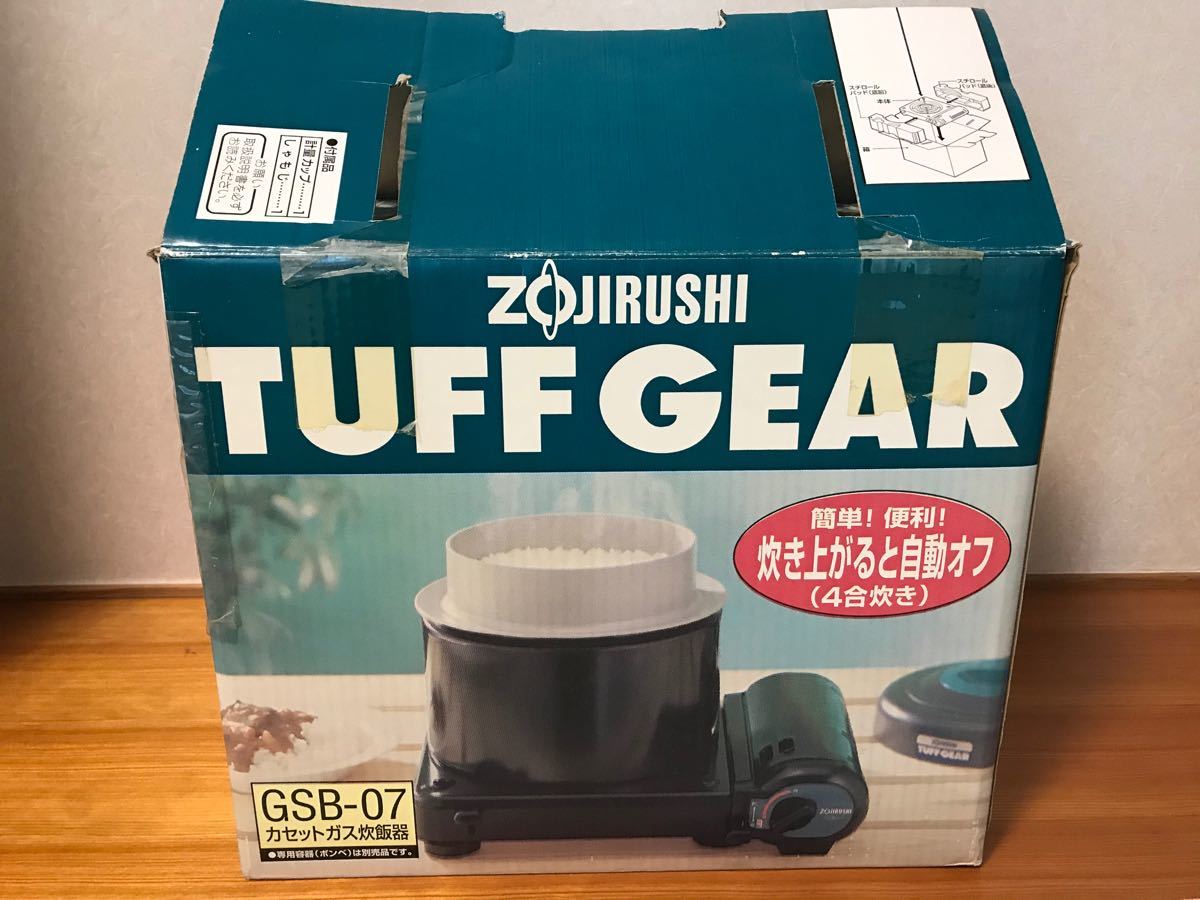 スチロール
パッド(底後)
スチロール
パッド(底前)
本体
箱
●付属品
計量カップ………1
しゃもじ………1
お願い
取扱説明書を必ず
お読みください。
ZOJIRUSHI
TUFF GEAR
簡単! 便利!
炊き上がると自動オフ
(4合炊き)
TUFF GEAR
ZOJIRUSHI
GSB-07
カセットガス炊飯器
●専用容器(ボンベ)は別売品です。